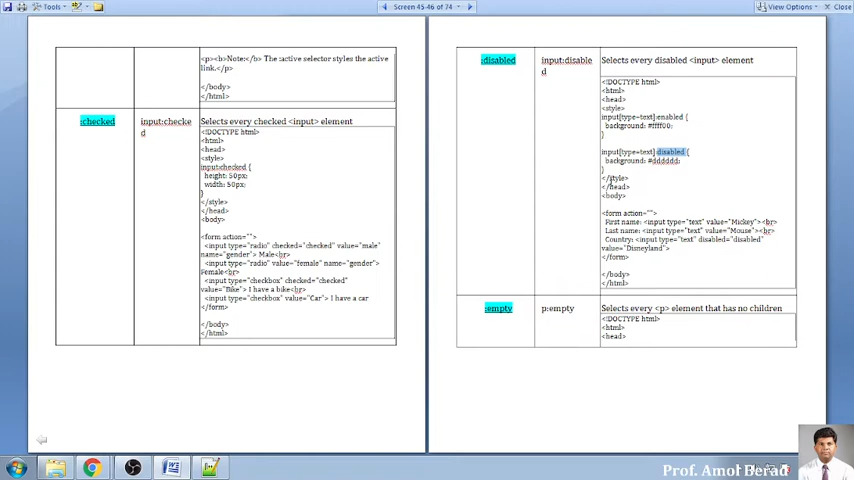 Tools
Screen 45-46 of 74
View Options
Close
<p><b>Note:</b> The :active selector styles the active
link.</p>
</body>
</html>
:checked
input:checke
d
Selects every checked <input> element
<!DOCTYPE html>
<html>
<head>
<style>
input:checked {
height: 50px;
width: 50px;
}
</style>
</head>
<body>
<form action="">
<input type="radio" checked="checked" value="male"
name="gender"> Male<br>
<input type="radio" value="female" name="gender">
Female<br>
<input type="checkbox" checked="checked"
value="Bike"> I have a bike<br>
<input type="checkbox" value="Car"> I have a car
</form>
</body>
</html>
:disabled
input:disable
d
Selects every disabled <input> element
<!DOCTYPE html>
<html>
<head>
<style>
input[type=text]:enabled {
background: #ffff00;
}
input[type=text]:disabled {
background: #dddddd;
}
</style>
</head>
<body>
<form action="">
First name: <input type="text" value="Mickey"><br>
Last name: <input type="text" value="Mouse"><br>
Country: <input type="text" disabled="disabled"
value="Disneyland">
</form>
</body>
</html>
:empty
p:empty
Selects every <p> element that has no children
<!DOCTYPE html>
<html>
<head>
Prof. Amol Berad